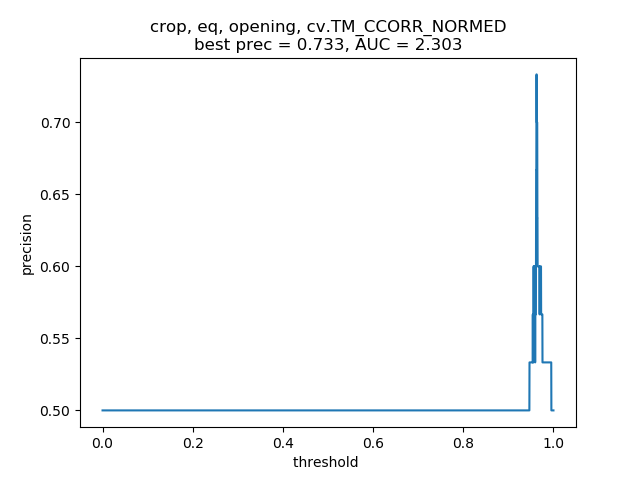 crop, eq, opening, cv.TM_CCORR_NORMED
best prec = 0.733, AUC = 2.303
0.70
0.65
0.60
0.55
0.50
precision
0.0 0.2 0.4 0.6 0.8 1.0
threshold